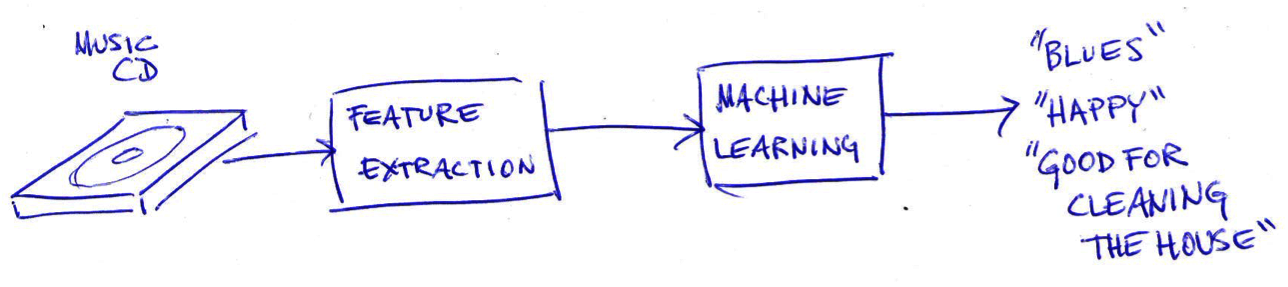 MUSIC
CD
FEATURE
EXTRACTION
MACHINE
LEARNING
"BLUES"
"HAPPY"
"GOOD FOR
CLEANING
THE HOUSE"